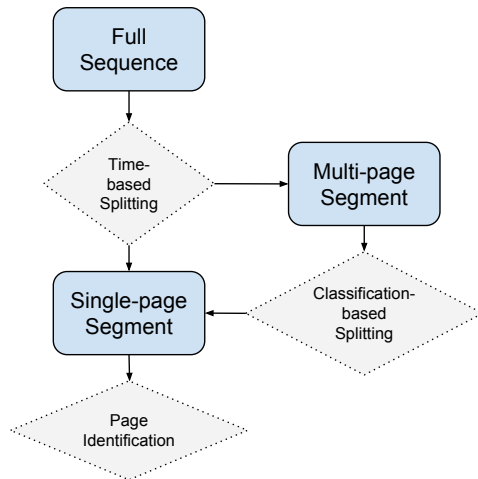 Full
Sequence
Time-
based
Splitting
Multi-page
Segment
Single-page
Segment
Classification-
based
Splitting
Page
Identification